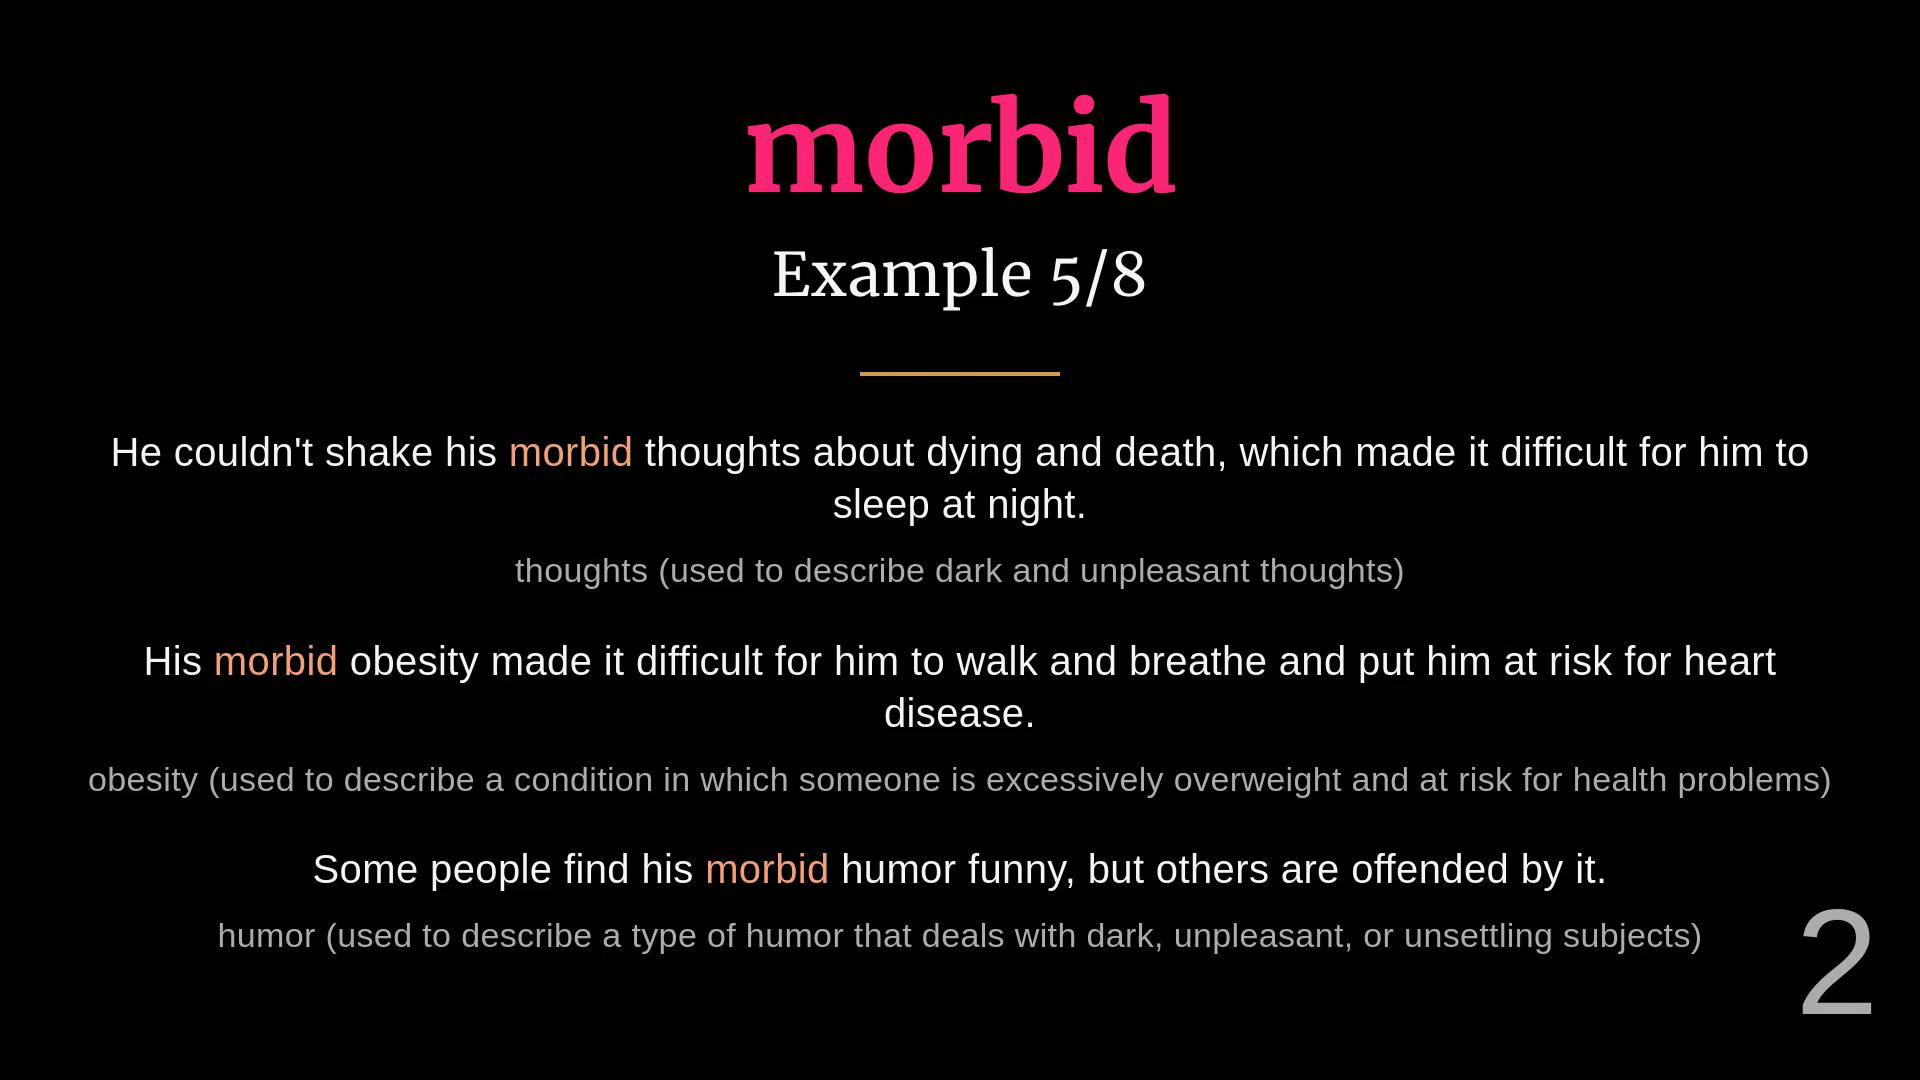 morbid
Example 5/8
He couldn't shake his morbid thoughts about dying and death, which made it difficult for him to
sleep at night.
thoughts (used to describe dark and unpleasant thoughts)
His morbid obesity made it difficult for him to walk and breathe and put him at risk for heart
disease.
obesity (used to describe a condition in which someone is excessively overweight and at risk for health problems)
Some people find his morbid humor funny, but others are offended by it.
humor (used to describe a type of humor that deals with dark, unpleasant, or unsettling subjects)
2